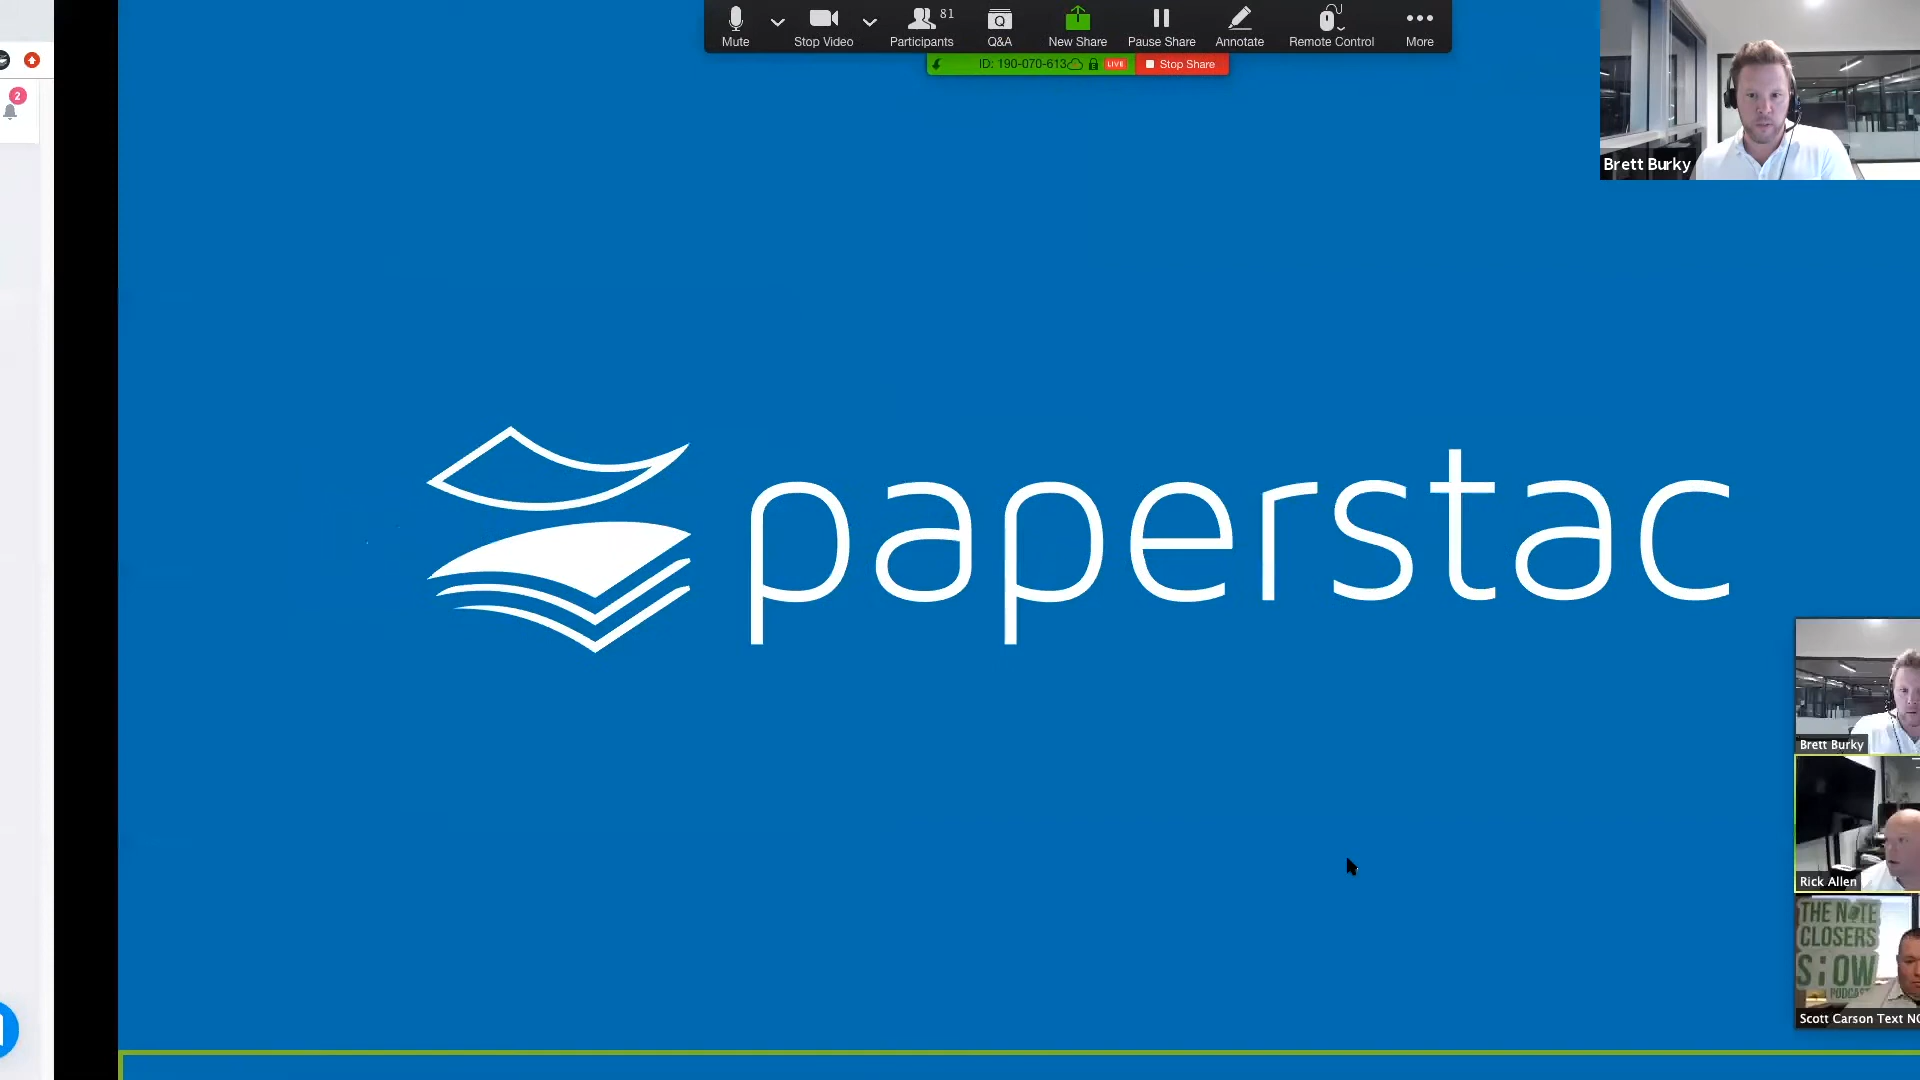 Mute
Stop Video
Participants
81
Q&A
New Share
Pause Share
Annotate
Remote Control
More
ID: 190-070-613
LIVE
Stop Share
2
Brett Burky
paperstac
Brett Burky
Rick Allen
THE NOTE
CLOSERS
SHOW
PODCAST
Scott Carson Text NO